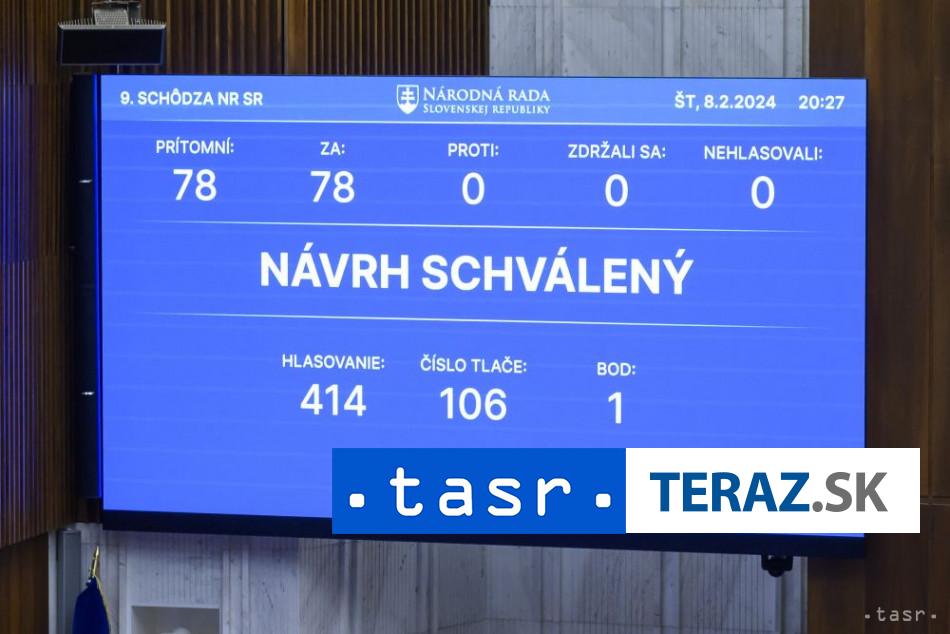 9. SCHÔDZA NR SR NÁRODNÁ RADA SLOVENSKEJ REPUBLIKY ŠT, 8.2.2024 20:27
PRÍTOMNÍ: ZA: PROTI: ZDRŽALI SA: NEHLASOVALI:
78 78 0 0 0
NÁVRH SCHVÁLENÝ
HLASOVANIE: ČÍSLO TLAČE: BOD:
414 106 1
.tasr. TERAZ.SK
.tasr.